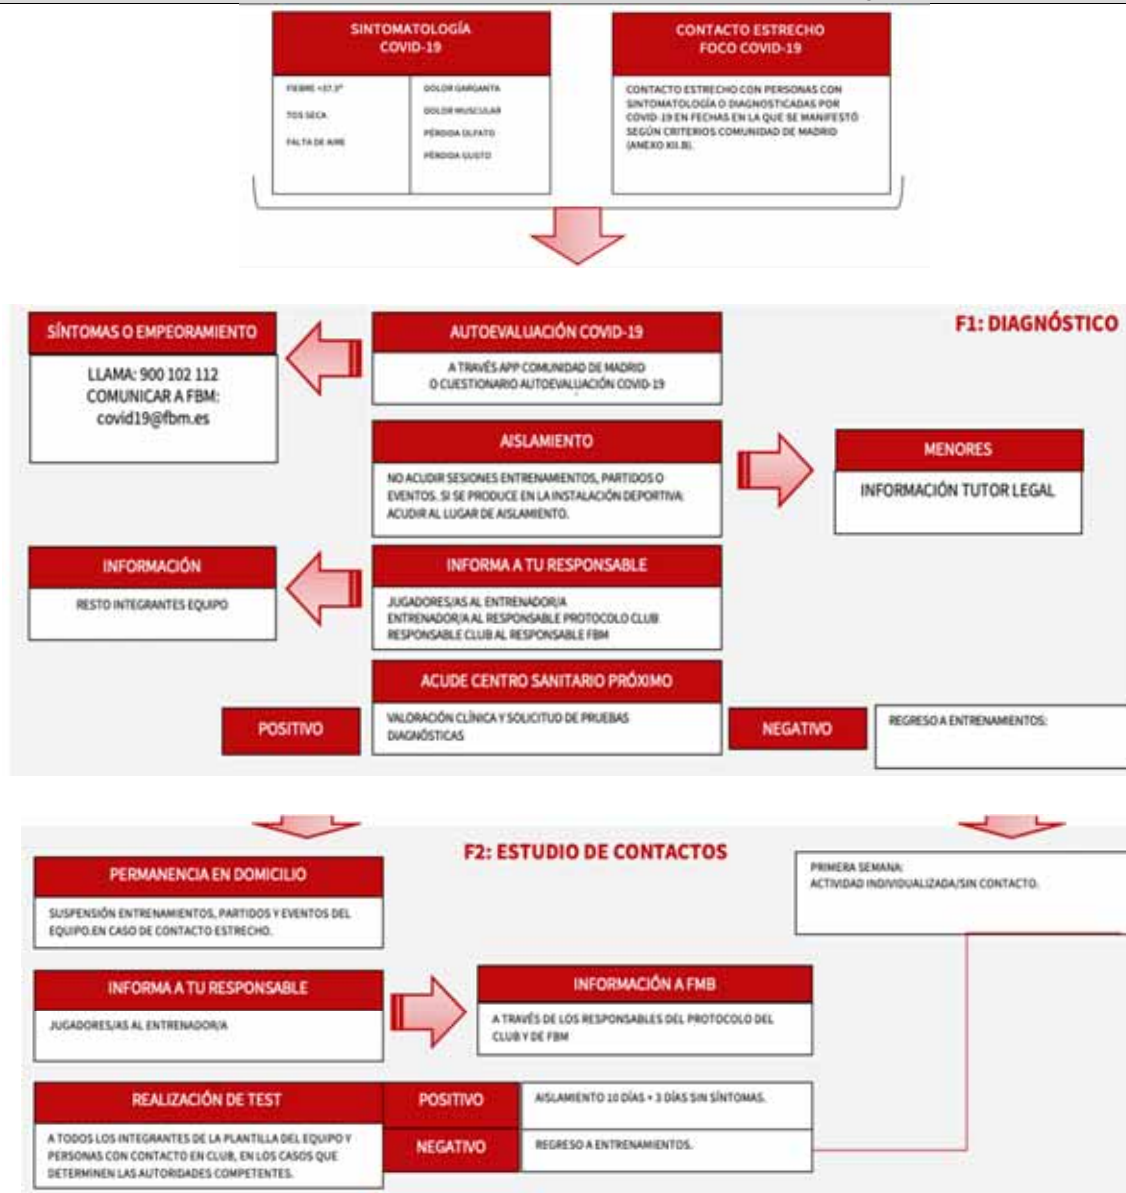 SINTOMATOLOGÍA
COVID-19
FIEBRE +37.5º
TOS SECA
FALTA DE AIRE
DOLOR GARGANTA
DOLOR MUSCULAR
PÉRDIDA OLFATO
PÉRDIDA GUSTO
CONTACTO ESTRECHO
FOCO COVID-19
CONTACTO ESTRECHO CON PERSONAS CON
SINTOMATOLOGÍA O DIAGNOSTICADAS POR
COVID-19 EN FECHAS EN LA QUE SE MANIFESTÓ
SEGÚN CRITERIOS COMUNIDAD DE MADRID
(ANEXO XII.B).
F1: DIAGNÓSTICO
SÍNTOMAS O EMPEORAMIENTO
LLAMA: 900 102 112
COMUNICAR A FBM:
covid19@fbm.es
AUTOEVALUACIÓN COVID-19
A TRAVÉS APP COMUNIDAD DE MADRID
O CUESTIONARIO AUTOEVALUACIÓN COVID-19
AISLAMIENTO
NO ACUDIR SESIONES ENTRENAMIENTOS, PARTIDOS O
EVENTOS. SI SE PRODUCE EN LA INSTALACIÓN DEPORTIVA:
ACUDIR AL LUGAR DE AISLAMIENTO.
MENORES
INFORMACIÓN TUTOR LEGAL
INFORMACIÓN
RESTO INTEGRANTES EQUIPO
INFORMA A TU RESPONSABLE
JUGADORES/AS AL ENTRENADOR/A
ENTRENADOR/A AL RESPONSABLE PROTOCOLO CLUB
RESPONSABLE CLUB AL RESPONSABLE FBM
ACUDE CENTRO SANITARIO PRÓXIMO
VALORACIÓN CLÍNICA Y SOLICITUD DE PRUEBAS
DIAGNÓSTICAS
POSITIVO
NEGATIVO
REGRESO A ENTRENAMIENTOS:
F2: ESTUDIO DE CONTACTOS
PERMANENCIA EN DOMICILIO
SUSPENSIÓN ENTRENAMIENTOS, PARTIDOS Y EVENTOS DEL
EQUIPO.EN CASO DE CONTACTO ESTRECHO.
PRIMERA SEMANA:
ACTIVIDAD INDIVIDUALIZADA/SIN CONTACTO.
INFORMA A TU RESPONSABLE
JUGADORES/AS AL ENTRENADOR/A
INFORMACIÓN A FMB
A TRAVÉS DE LOS RESPONSABLES DEL PROTOCOLO DEL
CLUB Y DE FBM
REALIZACIÓN DE TEST
A TODOS LOS INTEGRANTES DE LA PLANTILLA DEL EQUIPO Y
PERSONAS CON CONTACTO EN CLUB, EN LOS CASOS QUE
DETERMINEN LAS AUTORIDADES COMPETENTES.
POSITIVO
AISLAMIENTO 10 DÍAS + 3 DÍAS SIN SÍNTOMAS.
NEGATIVO
REGRESO A ENTRENAMIENTOS.